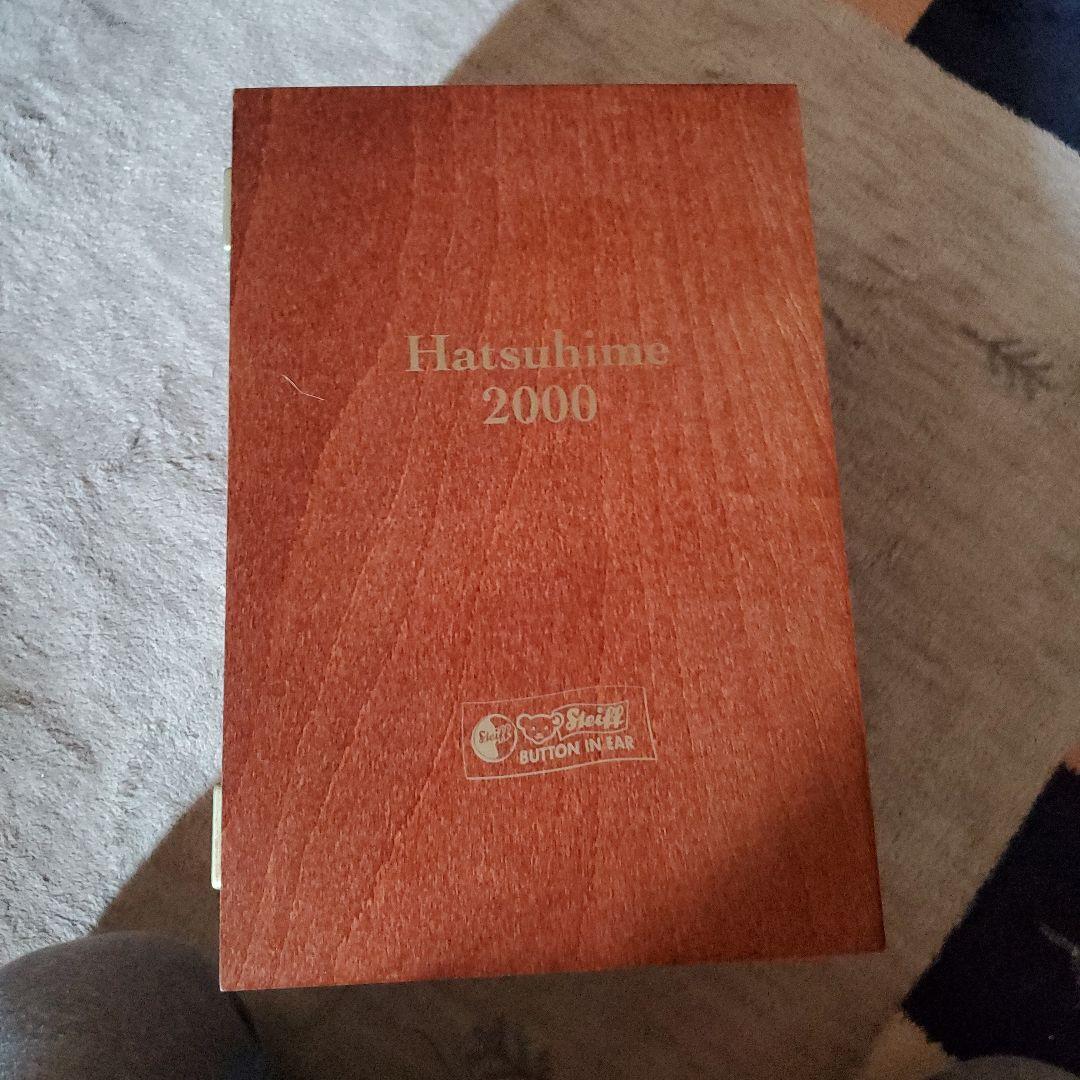 Hatsuhime
2000
Steiff
Steiff
BUTTON IN EAR